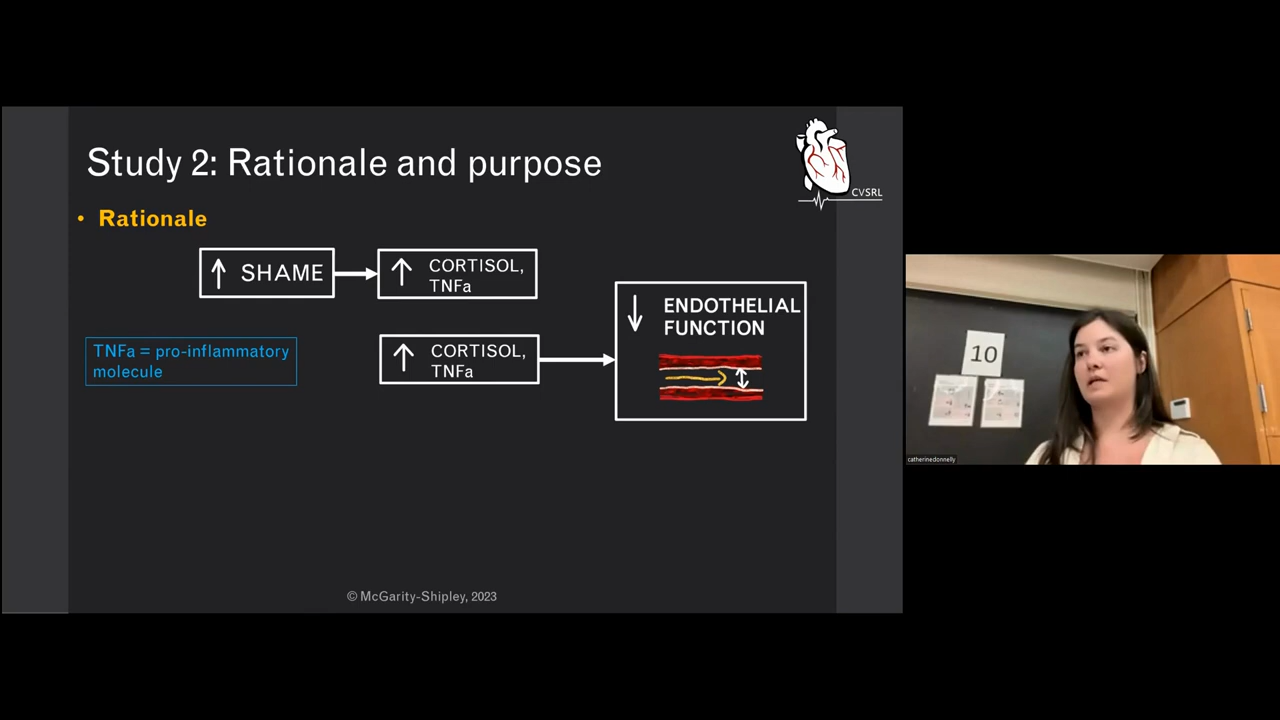 Study 2: Rationale and purpose
CVSRL
• Rationale
↑ SHAME
↑ CORTISOL,
TNFa
↓ ENDOTHELIAL
FUNCTION
TNFa = pro-inflammatory
molecule
↑ CORTISOL,
TNFa
© McGarity-Shipley, 2023
10
catherinedonnelly